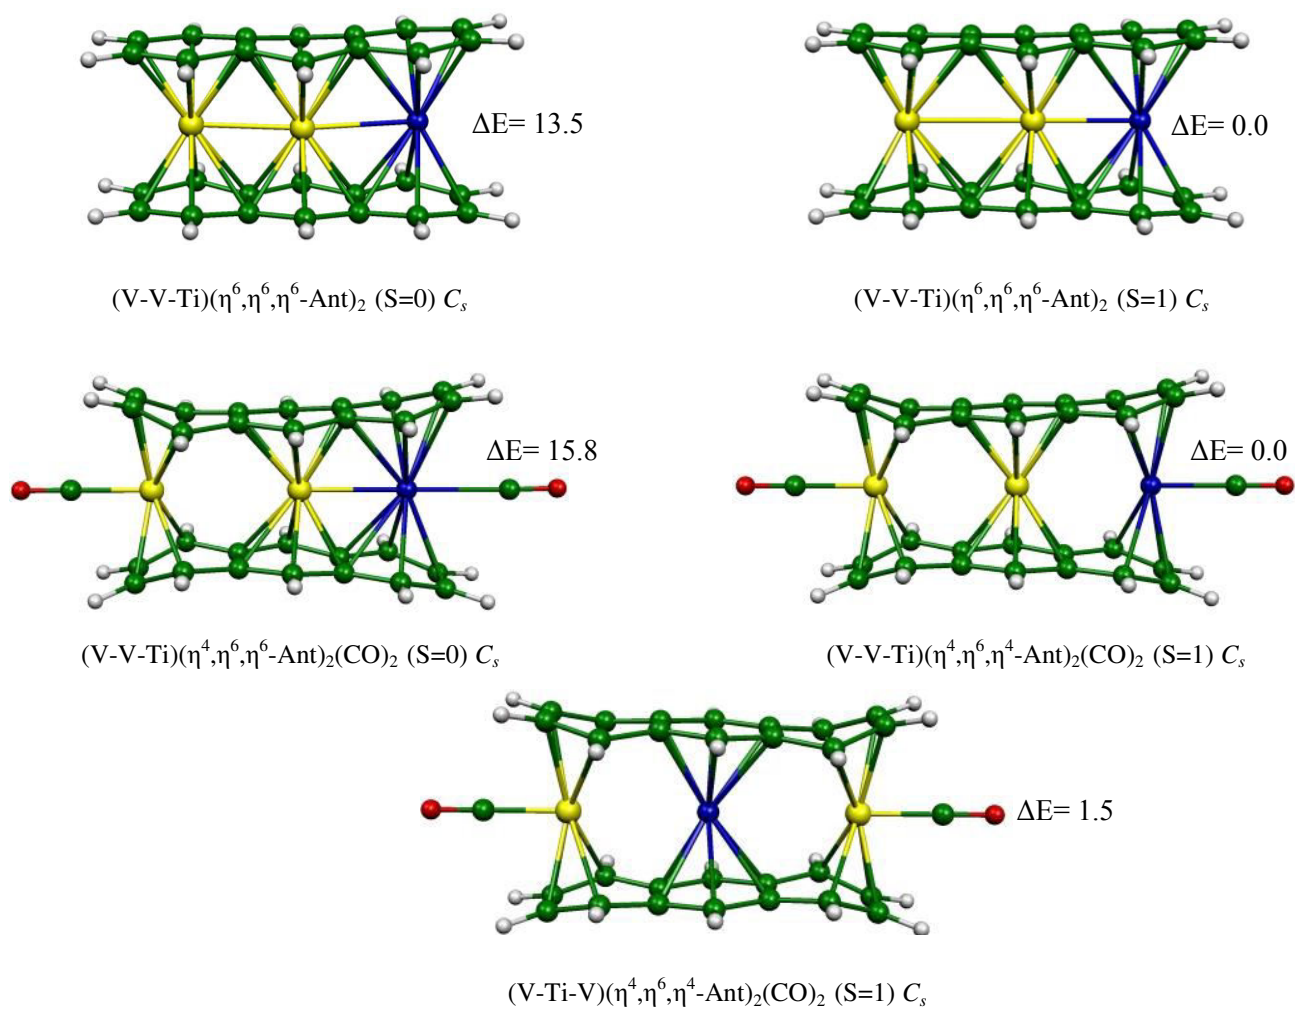 ΔE= 13.5
ΔE= 0.0
(V-V-Ti)(η⁶,η⁶,η⁶-Ant)₂ (S=0) Cₛ
(V-V-Ti)(η⁶,η⁶,η⁶-Ant)₂ (S=1) Cₛ
ΔE= 15.8
ΔE= 0.0
(V-V-Ti)(η⁴,η⁶,η⁶-Ant)₂(CO)₂ (S=0) Cₛ
(V-V-Ti)(η⁴,η⁶,η⁴-Ant)₂(CO)₂ (S=1) Cₛ
ΔE= 1.5
(V-Ti-V)(η⁴,η⁶,η⁴-Ant)₂(CO)₂ (S=1) Cₛ